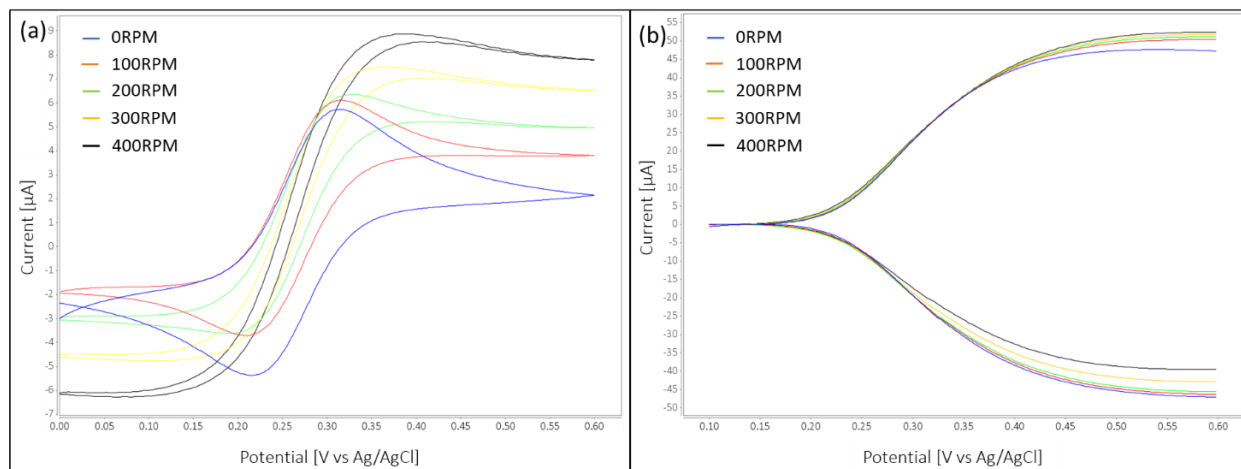 (a)
0RPM
100RPM
200RPM
300RPM
400RPM
Current [µA]
9
8
7
6
5
4
3
2
1
0
-1
-2
-3
-4
-5
-6
-7
0.00 0.05 0.10 0.15 0.20 0.25 0.30 0.35 0.40 0.45 0.50 0.55 0.60
Potential [V vs Ag/AgCl]
(b)
0RPM
100RPM
200RPM
300RPM
400RPM
Current [µA]
55
50
45
40
35
30
25
20
15
10
5
0
-5
-10
-15
-20
-25
-30
-35
-40
-45
-50
0.10 0.15 0.20 0.25 0.30 0.35 0.40 0.45 0.50 0.55 0.60
Potential [V vs Ag/AgCl]